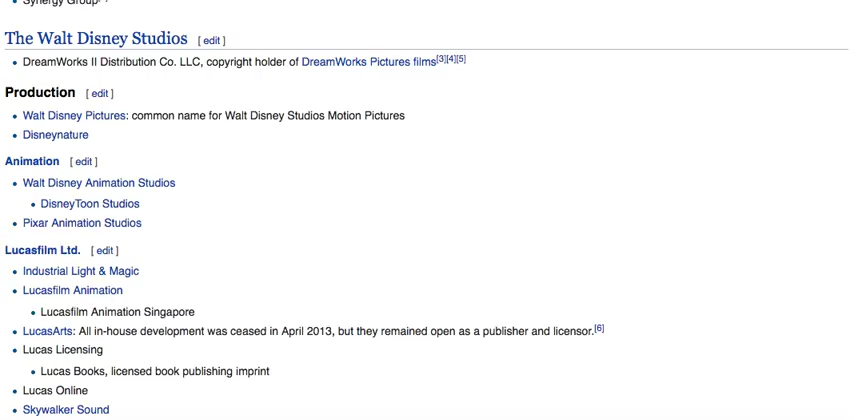 Synergy Group
The Walt Disney Studios [ edit ]
DreamWorks II Distribution Co. LLC, copyright holder of DreamWorks Pictures films[3][4][5]
Production [ edit ]
Walt Disney Pictures: common name for Walt Disney Studios Motion Pictures
Disneynature
Animation [ edit ]
Walt Disney Animation Studios
DisneyToon Studios
Pixar Animation Studios
Lucasfilm Ltd. [ edit ]
Industrial Light & Magic
Lucasfilm Animation
Lucasfilm Animation Singapore
LucasArts: All in-house development was ceased in April 2013, but they remained open as a publisher and licensor.[6]
Lucas Licensing
Lucas Books, licensed book publishing imprint
Lucas Online
Skywalker Sound